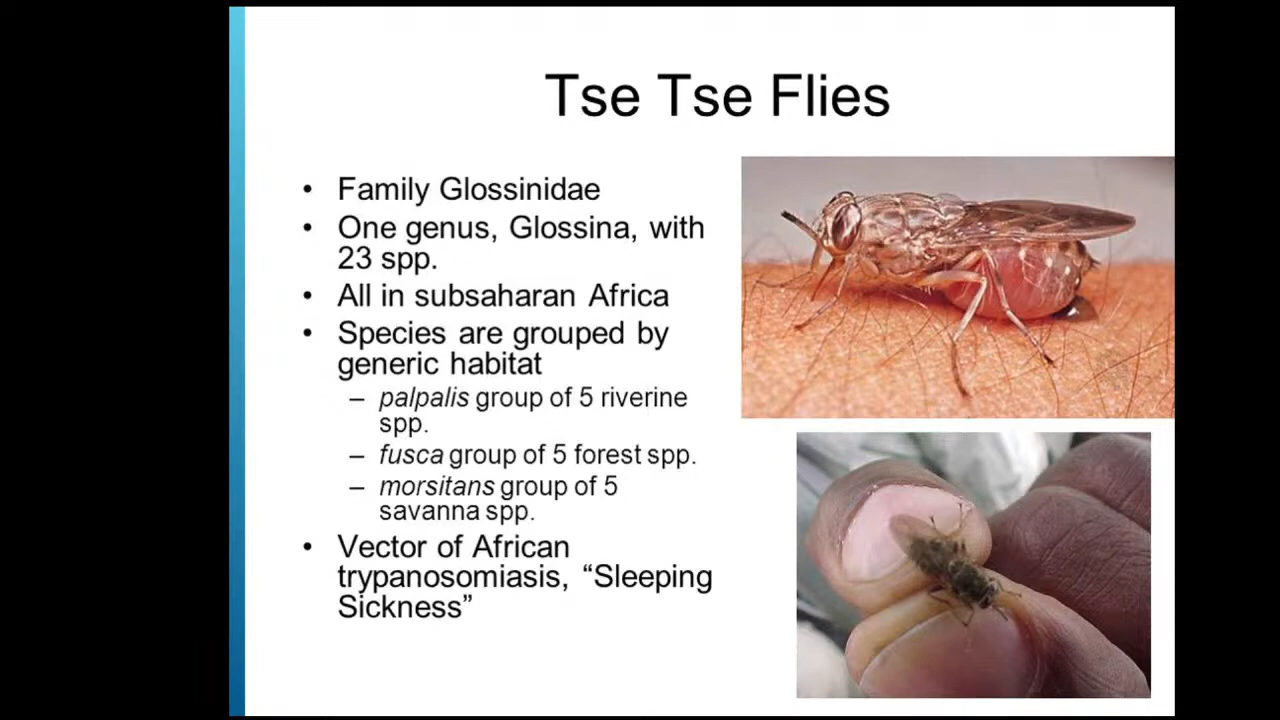 Tse Tse Flies
• Family Glossinidae
• One genus, Glossina, with
23 spp.
• All in subsaharan Africa
• Species are grouped by
generic habitat
– palpalis group of 5 riverine
spp.
– fusca group of 5 forest spp.
– morsitans group of 5
savanna spp.
• Vector of African
trypanosomiasis, “Sleeping
Sickness”